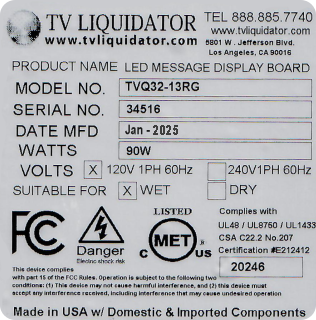 TV LIQUIDATOR TEL 888.885.7740
www.tvliquidator.com www.tvliquidator.com
5801 W. Jefferson Blvd.
Los Angeles, CA 90016
PRODUCT NAME LED MESSAGE DISPLAY BOARD
MODEL NO. TVQ32-13RG
SERIAL NO. 34516
DATE MFD Jan - 2025
WATTS 90W
VOLTS X 120V 1PH 60Hz 240V1PH 60Hz
SUITABLE FOR X WET DRY
FC Danger
Electric shock risk
LISTED
C MET US
®
Complies with
UL48 / UL8750 / UL1433
CSA C22.2 No.207
Certification #E212412
20246
This device complies
with part 15 of the FCC Rules. Operation is subject to the following two
conditions: (1) This device may not cause harmful interference, and (2) this device must
accept any interference received, including interference that may cause undesired operation
Made in USA w/ Domestic & Imported Components